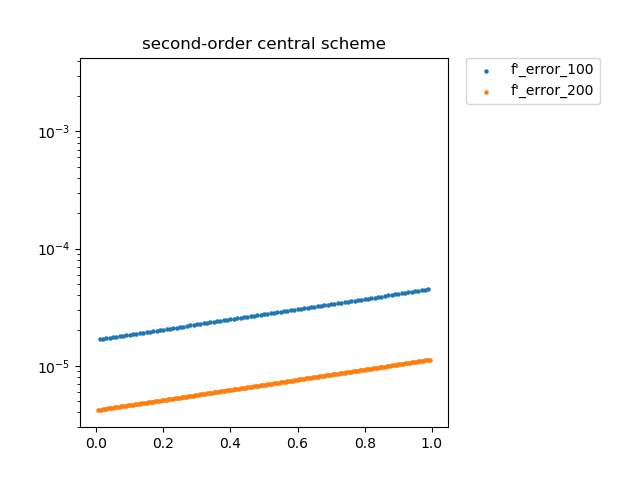 second-order central scheme
f'_error_100
f'_error_200
10^{-3}
10^{-4}
10^{-5}
0.0 0.2 0.4 0.6 0.8 1.0